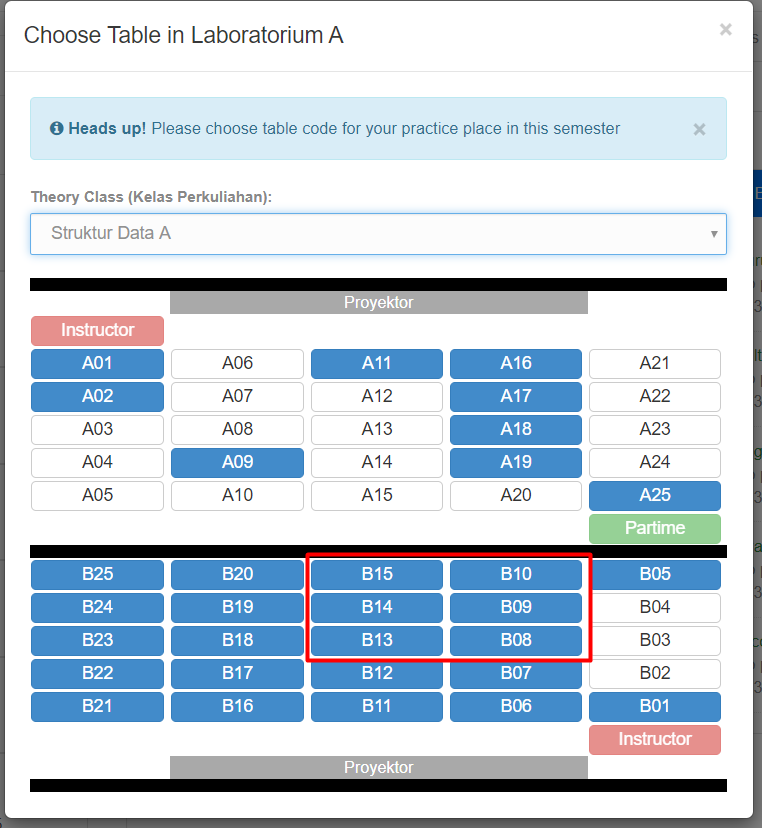 Choose Table in Laboratorium A ×
Heads up! Please choose table code for your practice place in this semester ×
Theory Class (Kelas Perkuliahan):
Struktur Data A
Proyektor
Instructor
A01 A06 A11 A16 A21
A02 A07 A12 A17 A22
A03 A08 A13 A18 A23
A04 A09 A14 A19 A24
A05 A10 A15 A20 A25
Partime
B25 B20 B15 B10 B05
B24 B19 B14 B09 B04
B23 B18 B13 B08 B03
B22 B17 B12 B07 B02
B21 B16 B11 B06 B01
Instructor
Proyektor